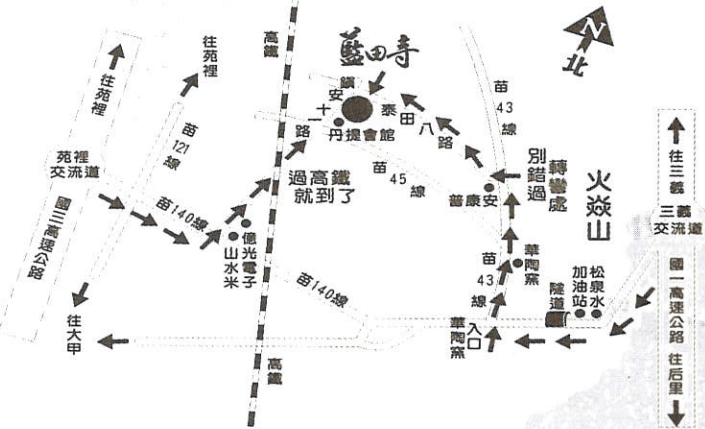 藍田寺
N
北
往苑裡
往苑裡
高鐵
苗121線
苑裡
交流道
國三高速公路
往大甲
苗140線
億光電子
山水米
過高鐵
就到了
鎮安十一路
丹提會館
泰田八路
苗45線
苗43線
轉彎處
別錯過
普康安
華陶窯
苗43線
華陶窯入口
苗140線
高鐵
火焱山
隧道
松泉水
加油站
往三義
三義
交流道
國一高速公路
往后里